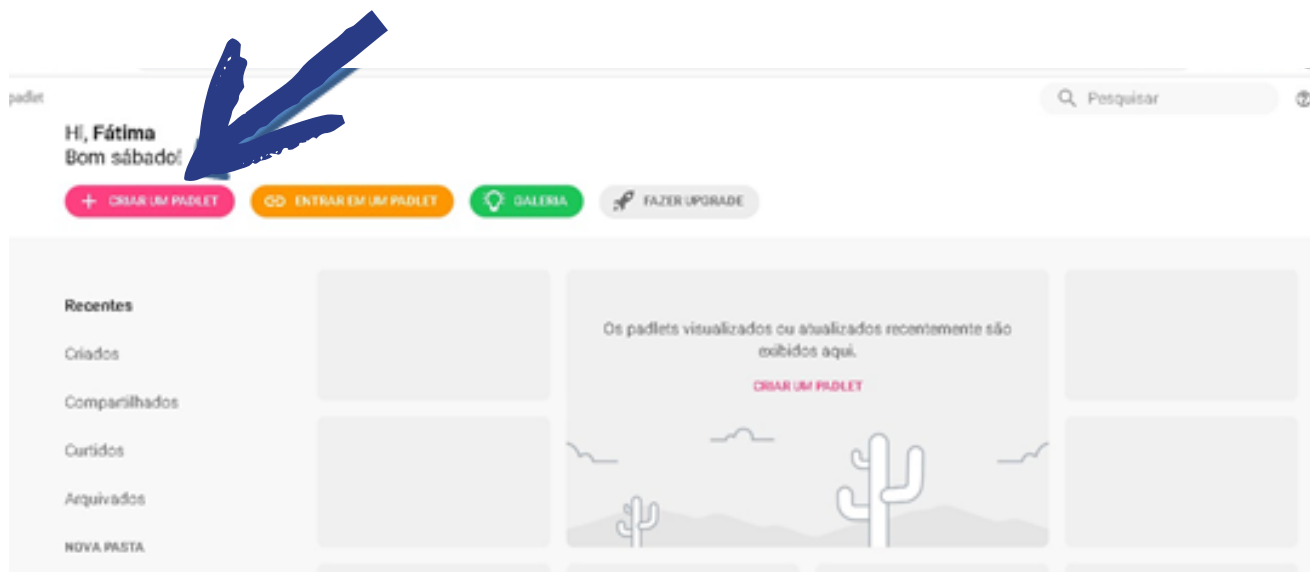 padlet
Pesquisar
Hi, Fátima
Bom sábado!
CRIAR UM PADLET
ENTRAR EM UM PADLET
GALERIA
FAZER UPGRADE
Recentes
Criados
Compartilhados
Curtidos
Arquivados
NOVA PASTA
Os padlets visualizados ou atualizados recentemente são
exibidos aqui.
CRIAR UM PADLET